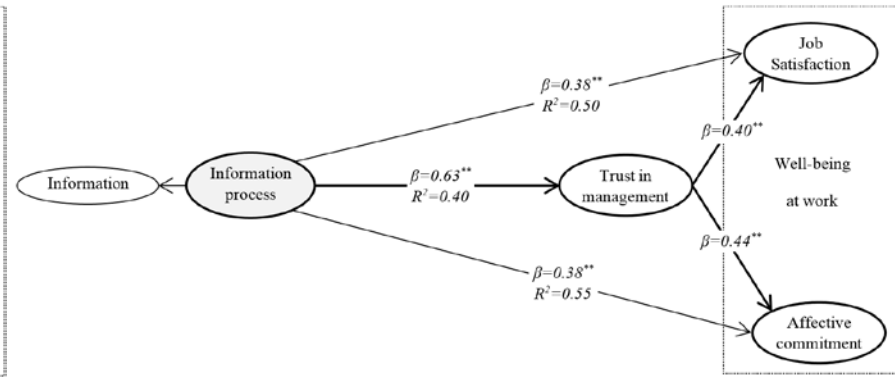 Job
Satisfaction
β=0.38**
R²=0.50
β=0.40**
Information
Information
process
β=0.63**
R²=0.40
Trust in
management
Well-being
at work
β=0.44**
β=0.38**
R²=0.55
Affective
commitment